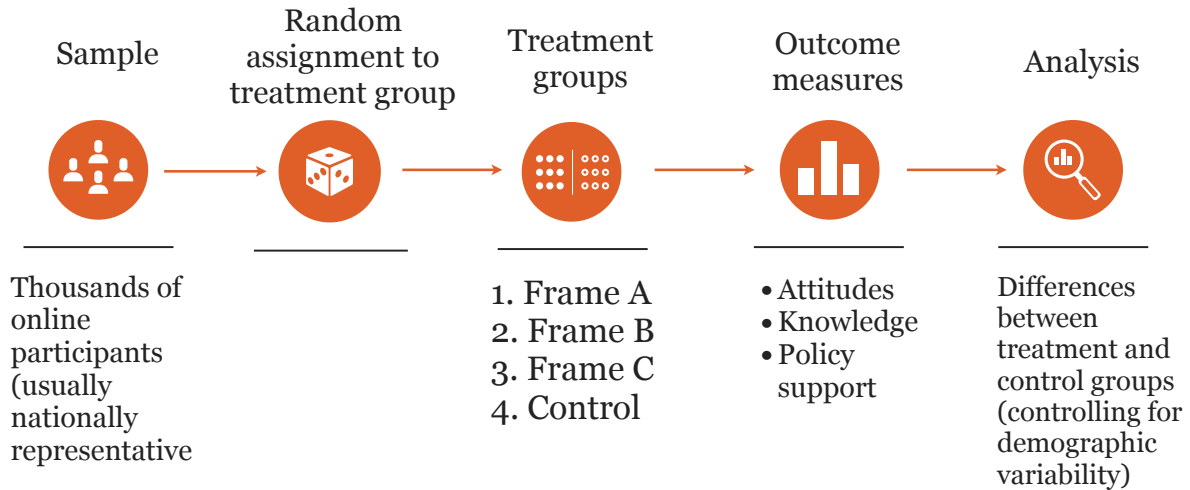 Sample
Random
assignment to
treatment group
Treatment
groups
Outcome
measures
Analysis
Thousands of
online
participants
(usually
nationally
representative
1. Frame A
2. Frame B
3. Frame C
4. Control
• Attitudes
• Knowledge
• Policy
support
Differences
between
treatment and
control groups
(controlling for
demographic
variability)